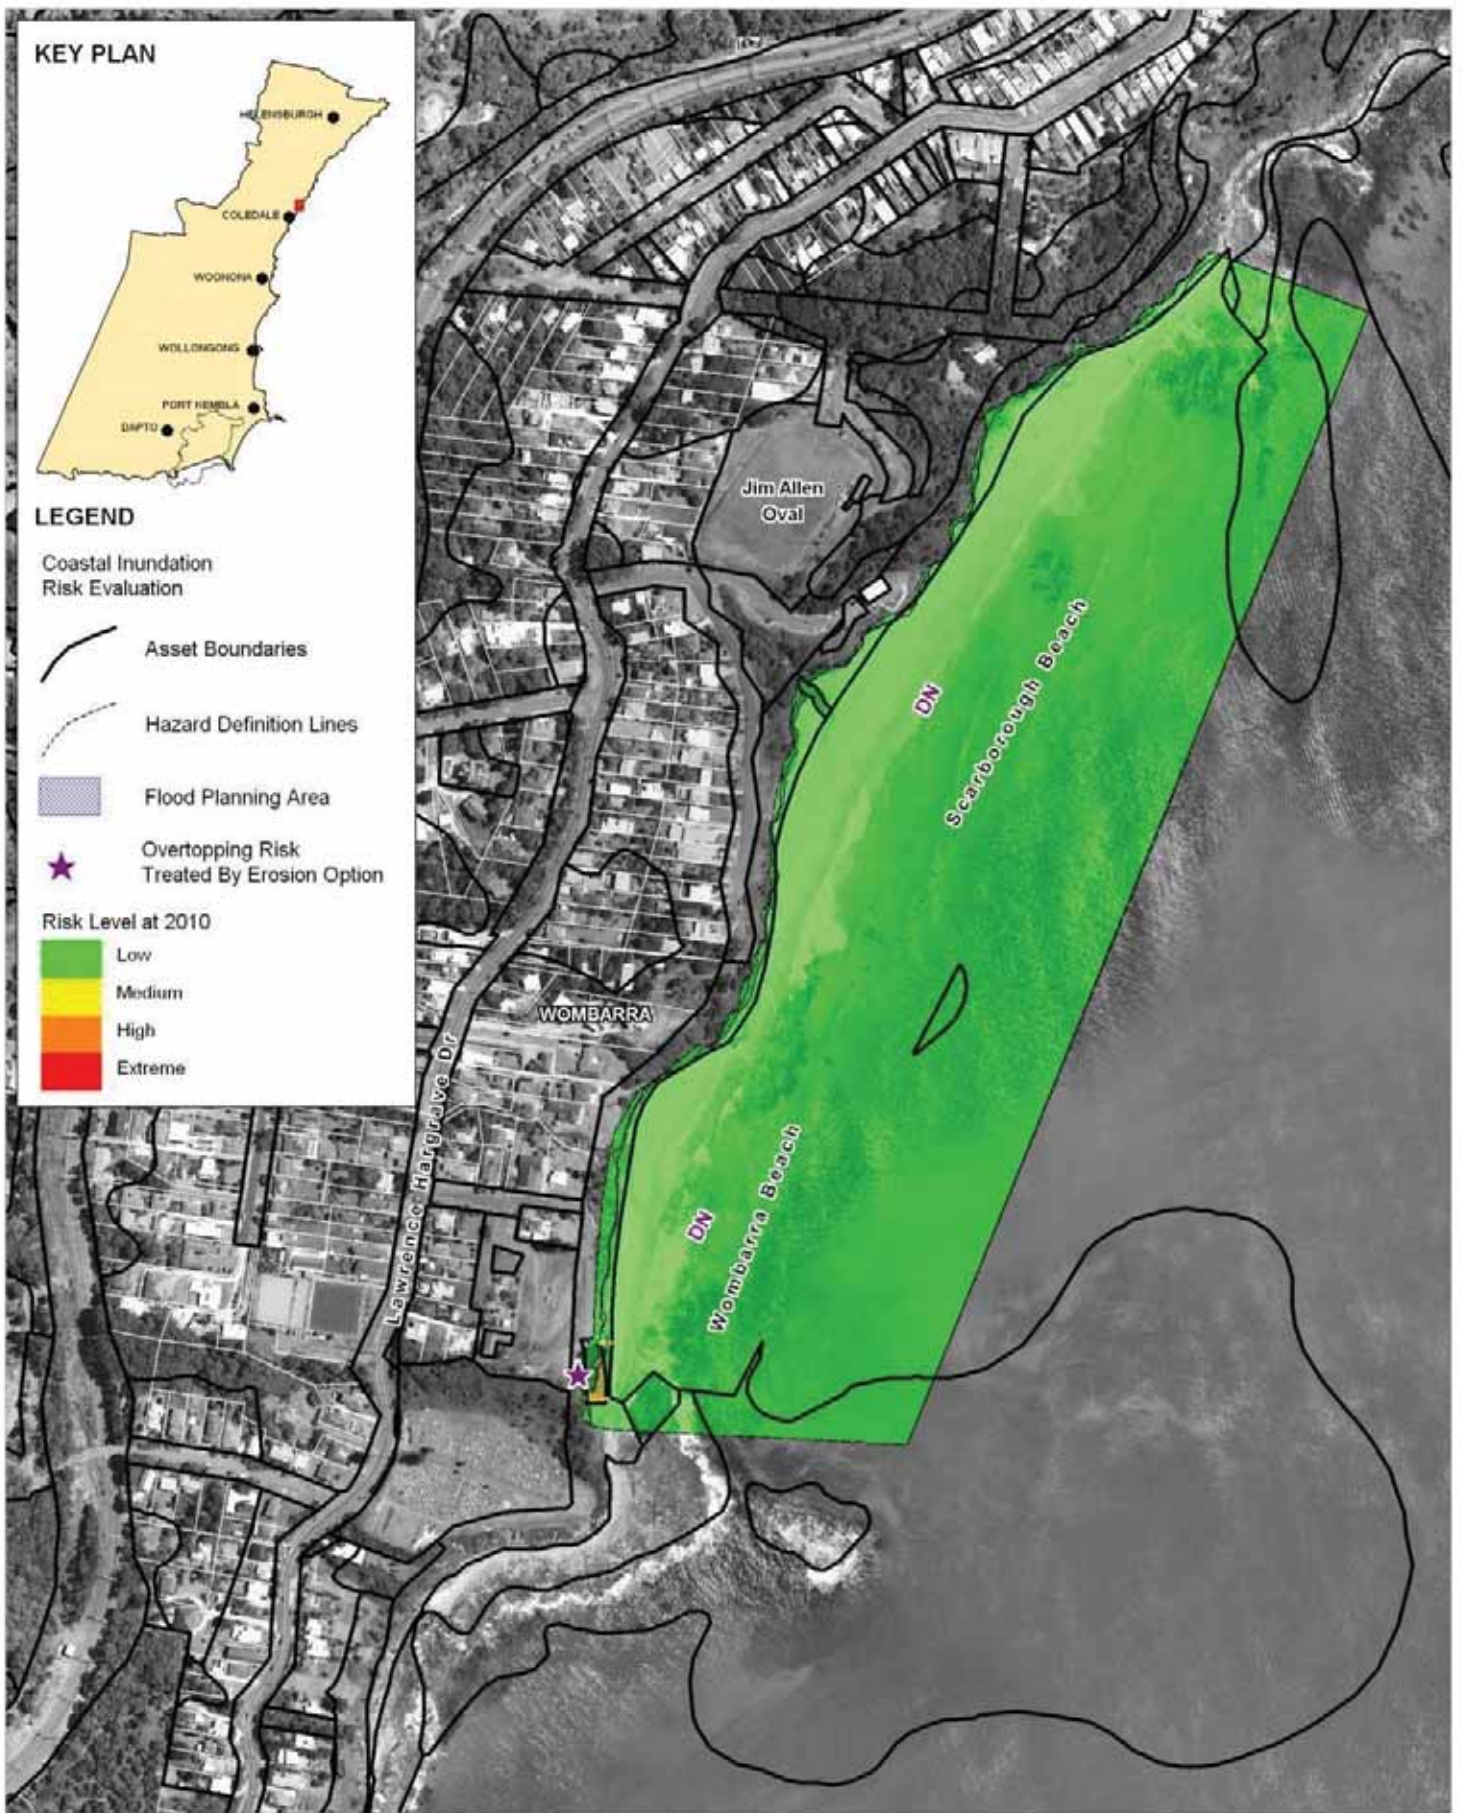 KEY PLAN
HELENSBURGH
COLEDALE
WOONONA
WOLLONGONG
PORT KEMBLA
DAPTO
LEGEND
Coastal Inundation
Risk Evaluation
Asset Boundaries
Hazard Definition Lines
Flood Planning Area
Overtopping Risk
Treated By Erosion Option
Risk Level at 2010
Low
Medium
High
Extreme
Jim Allen
Oval
DN
Scarborough Beach
WOMBARRA
Lawrence Hargrave Dr
DN
Wombarra Beach